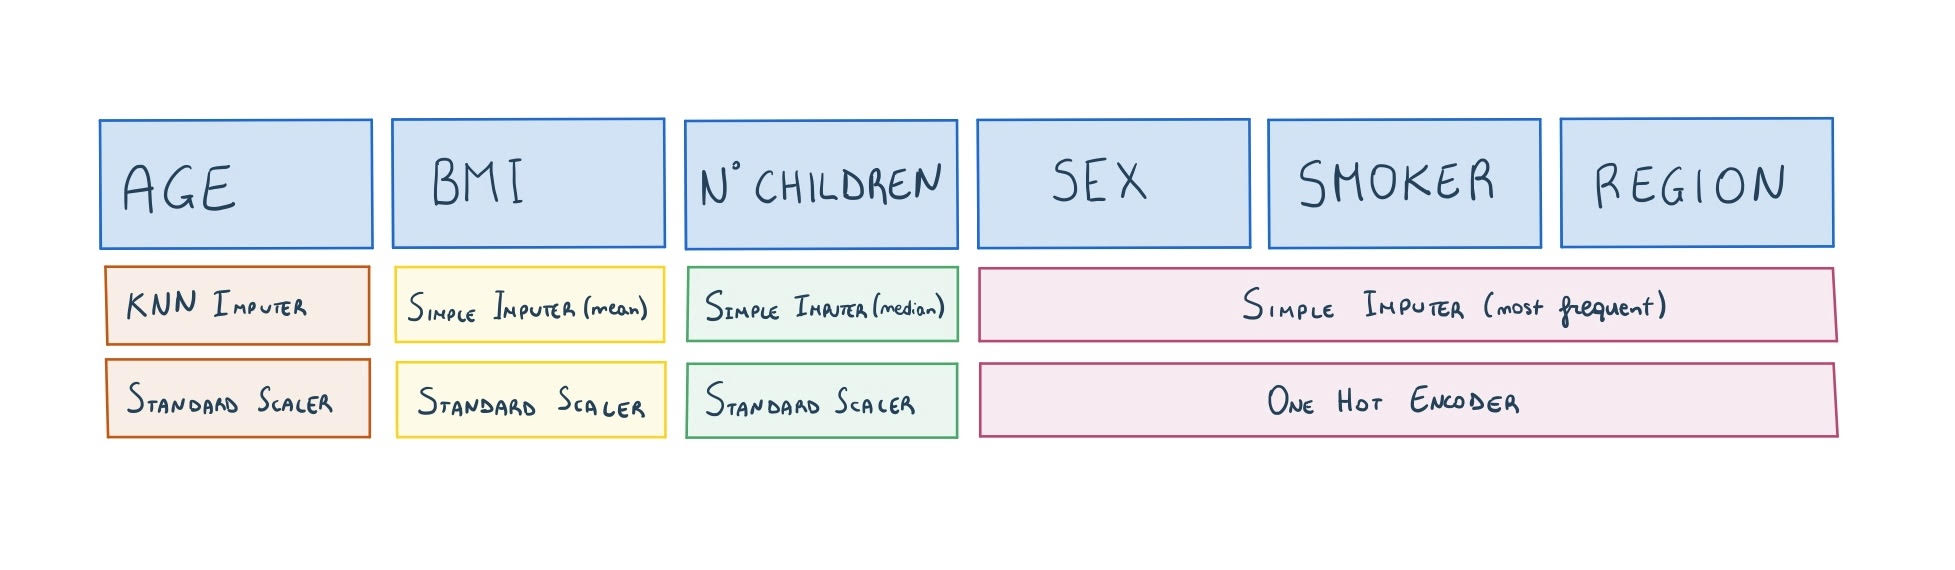 AGE
BMI
N° CHILDREN
SEX
SMOKER
REGION
KNN IMPUTER
SIMPLE IMPUTER (mean)
SIMPLE IMPUTER (median)
SIMPLE IMPUTER (most frequent)
STANDARD SCALER
STANDARD SCALER
STANDARD SCALER
ONE HOT ENCODER